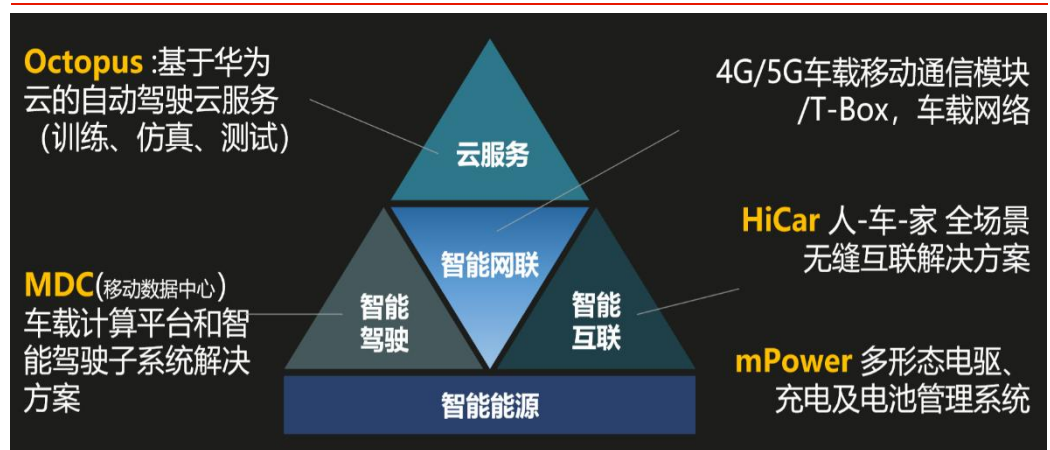 Octopus :基于华为
云的自动驾驶云服务
（训练、仿真、测试）
4G/5G车载移动通信模块
/T-Box，车载网络
云服务
HiCar 人-车-家 全场景
无缝互联解决方案
智能网联
MDC(移动数据中心）
车载计算平台和智
能驾驶子系统解决
方案
智能
驾驶
智能
互联
mPower 多形态电驱、
充电及电池管理系统
智能能源